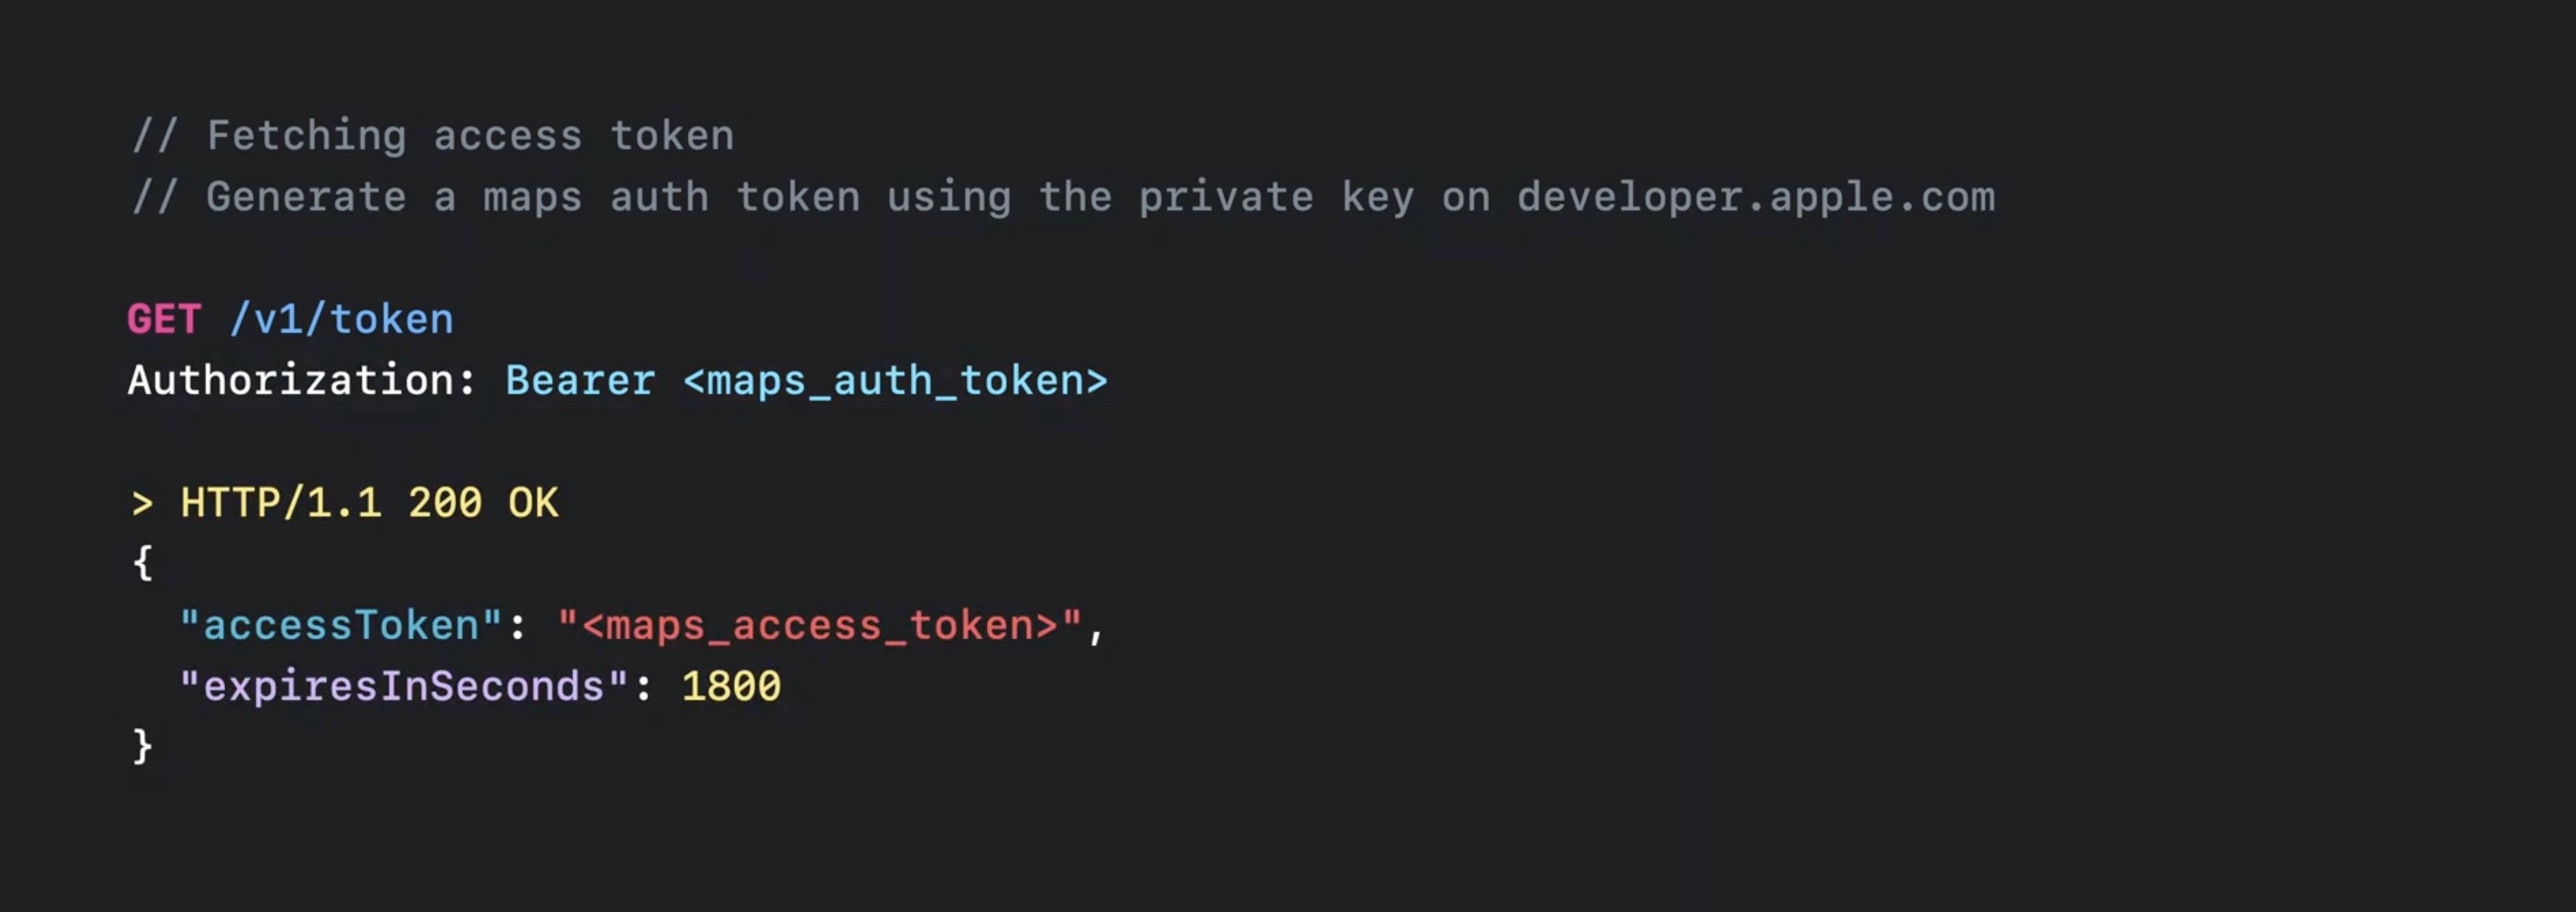 // Fetching access token
// Generate a maps auth token using the private key on developer.apple.com
GET /v1/token
Authorization: Bearer <maps_auth_token>
> HTTP/1.1 200 OK
{
"accessToken": "<maps_access_token>",
"expiresInSeconds": 1800
}